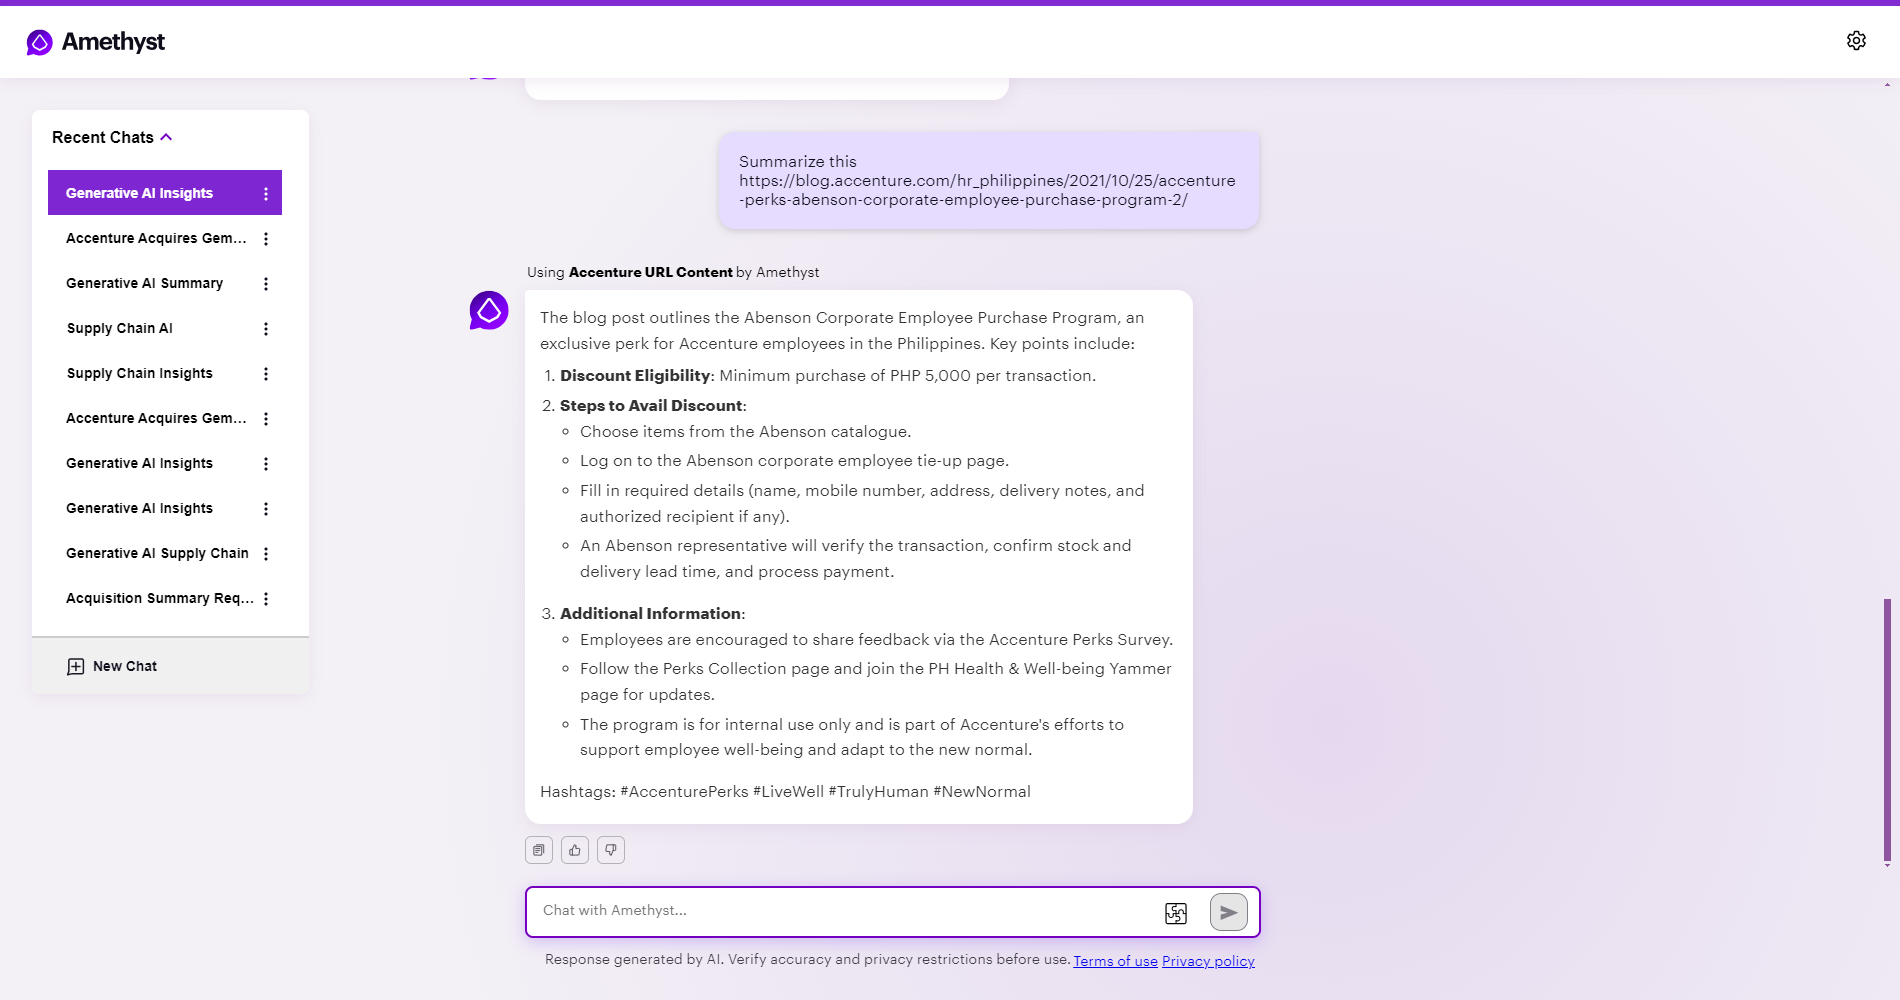 Amethyst
Recent Chats
Generative AI Insights
Accenture Acquires Gem...
Generative AI Summary
Supply Chain AI
Supply Chain Insights
Accenture Acquires Gem...
Generative AI Insights
Generative AI Insights
Generative AI Supply Chain
Acquisition Summary Req...
New Chat
Summarize this
https://blog.accenture.com/hr_philippines/2021/10/25/accenture
-perks-abenson-corporate-employee-purchase-program-2/
Using Accenture URL Content by Amethyst
The blog post outlines the Abenson Corporate Employee Purchase Program, an
exclusive perk for Accenture employees in the Philippines. Key points include:
1. Discount Eligibility: Minimum purchase of PHP 5,000 per transaction.
2. Steps to Avail Discount:
Choose items from the Abenson catalogue.
Log on to the Abenson corporate employee tie-up page.
Fill in required details (name, mobile number, address, delivery notes, and
authorized recipient if any).
An Abenson representative will verify the transaction, confirm stock and
delivery lead time, and process payment.
3. Additional Information:
Employees are encouraged to share feedback via the Accenture Perks Survey.
Follow the Perks Collection page and join the PH Health & Well-being Yammer
page for updates.
The program is for internal use only and is part of Accenture's efforts to
support employee well-being and adapt to the new normal.
Hashtags: #AccenturePerks #LiveWell #TrulyHuman #NewNormal
Chat with Amethyst...
Response generated by AI. Verify accuracy and privacy restrictions before use. Terms of use Privacy policy